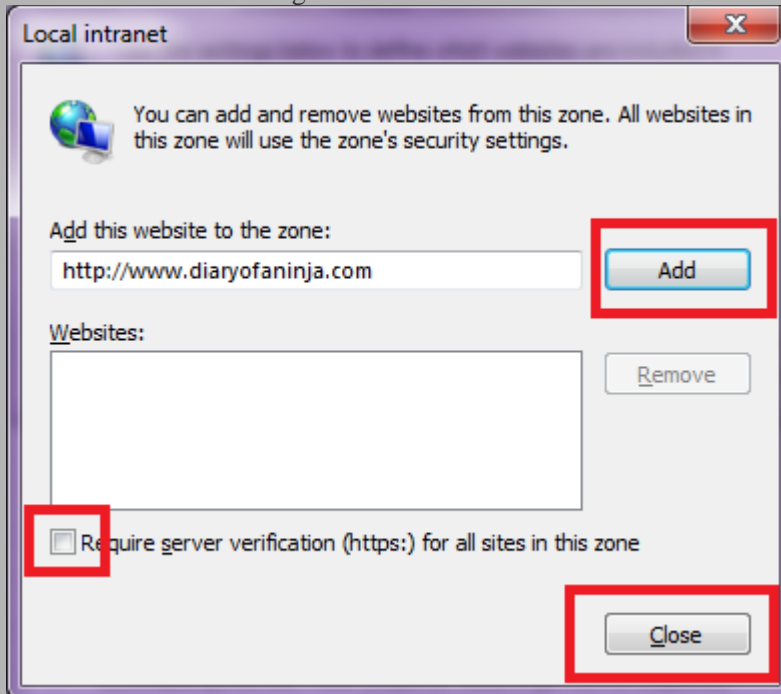 Local intranet
You can add and remove websites from this zone. All websites in
this zone will use the zone's security settings.
Add this website to the zone:
http://www.diaryofaninja.com
Add
Websites:
Remove
Require server verification (https:) for all sites in this zone
Close